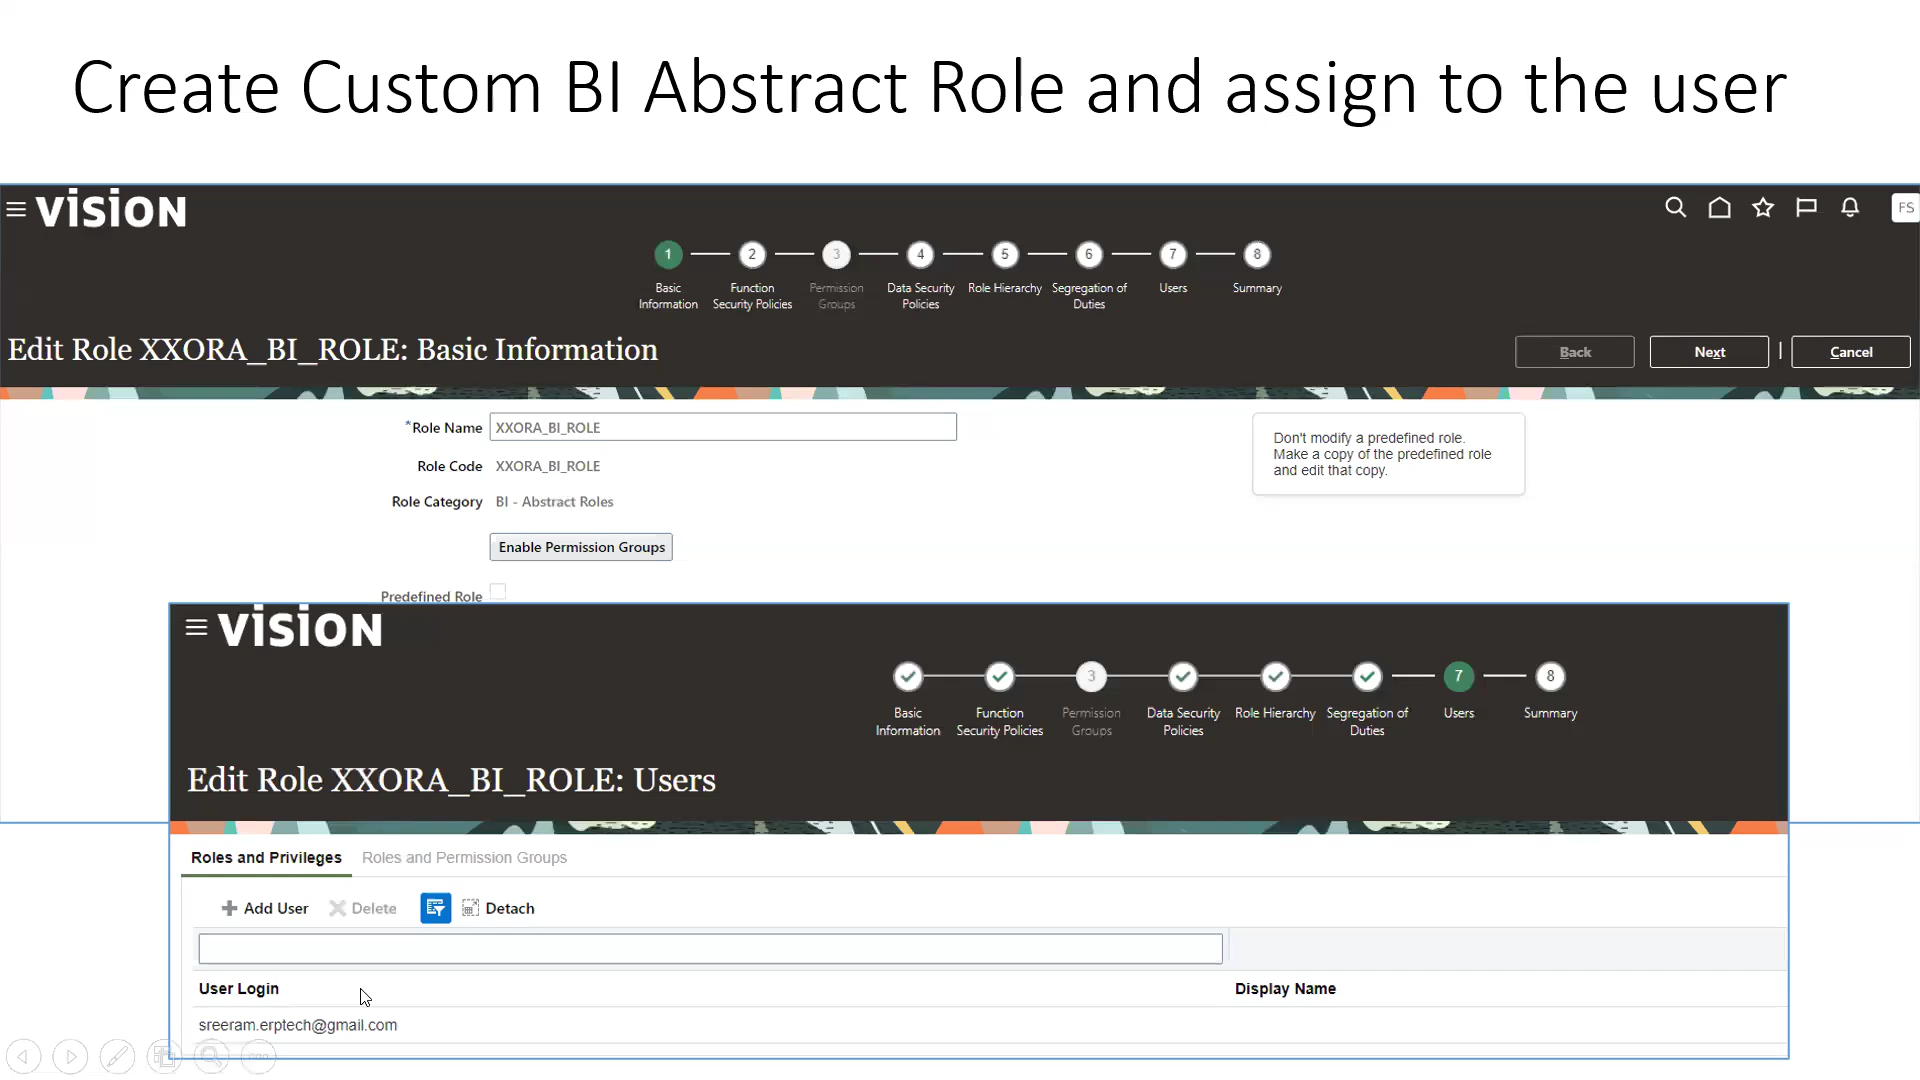 Create Custom BI Abstract Role and assign to the user
VISION
FS
1 2 3 4 5 6 7 8
Basic Information
Function Security Policies
Permission Groups
Data Security Policies
Role Hierarchy
Segregation of Duties
Users
Summary
Edit Role XXORA_BI_ROLE: Basic Information
Back Next | Cancel
*Role Name XXORA_BI_ROLE
Role Code XXORA_BI_ROLE
Role Category BI - Abstract Roles
Enable Permission Groups
Predefined Role
Don't modify a predefined role.
Make a copy of the predefined role
and edit that copy.
VISION
3 7 8
Basic Information
Function Security Policies
Permission Groups
Data Security Policies
Role Hierarchy
Segregation of Duties
Users
Summary
Edit Role XXORA_BI_ROLE: Users
Roles and Privileges Roles and Permission Groups
Add User Delete Detach
User Login Display Name
sreeram.erptech@gmail.com